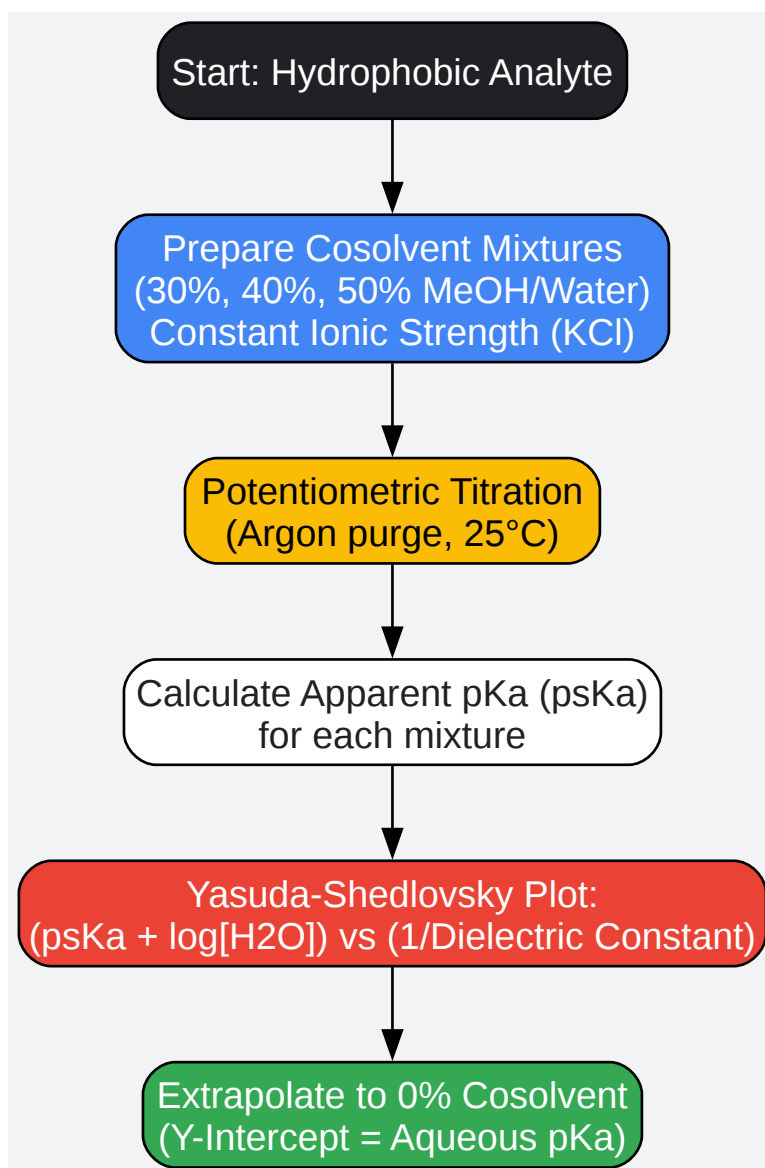 Start: Hydrophobic Analyte
Prepare Cosolvent Mixtures
(30%, 40%, 50% MeOH/Water)
Constant Ionic Strength (KCl)
Potentiometric Titration
(Argon purge, 25°C)
Calculate Apparent pKa (psKa)
for each mixture
Yasuda-Shedlovsky Plot:
(psKa + log[H2O]) vs (1/Dielectric Constant)
Extrapolate to 0% Cosolvent
(Y-Intercept = Aqueous pKa)